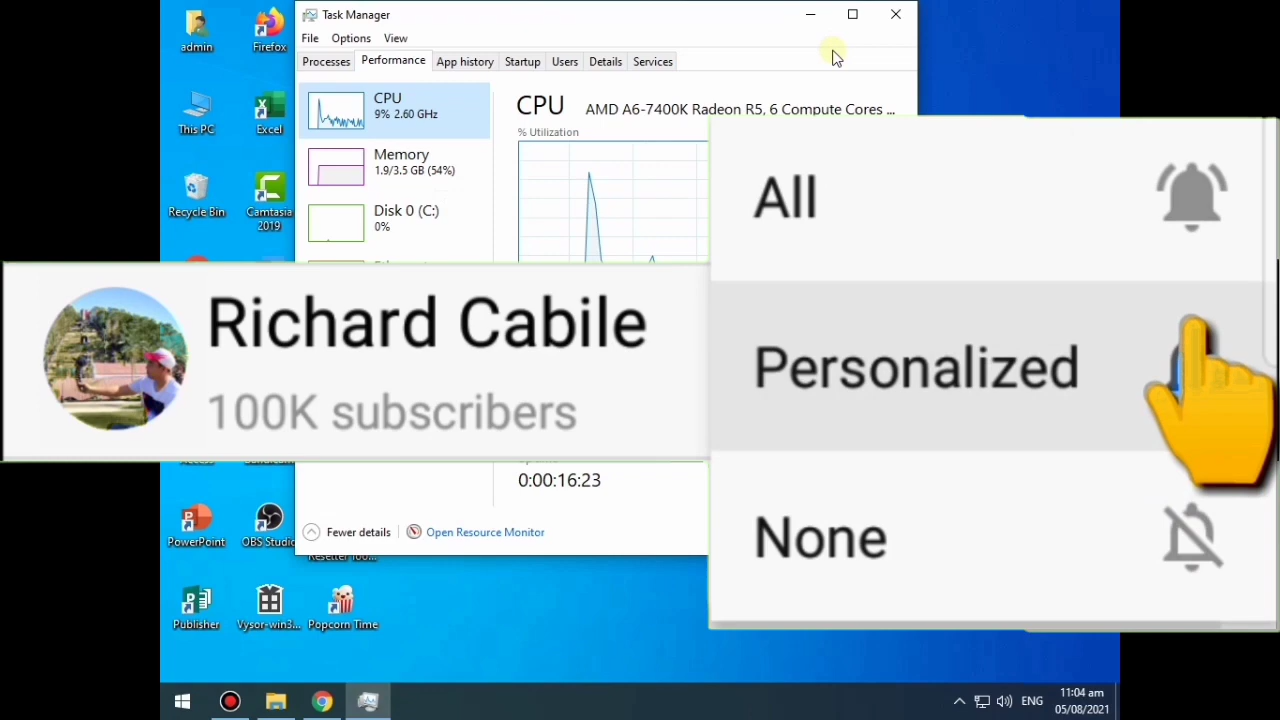 Task Manager
File Options View
Processes Performance App history Startup Users Details Services
admin
Firefox
This PC
Excel
Recycle Bin
Camtasia
2019
CPU
9% 2.60 GHz
Memory
1.9/3.5 GB (54%)
Disk 0 (C:)
0%
CPU AMD A6-7400K Radeon R5, 6 Compute Cores ...
% Utilization
All
Personalized
None
Richard Cabile
100K subscribers
0:00:16:23
Fewer details
Open Resource Monitor
PowerPoint
OBS Studio
Publisher
Vysor-win3...
Popcorn Time
ENG
11:04 am
05/08/2021